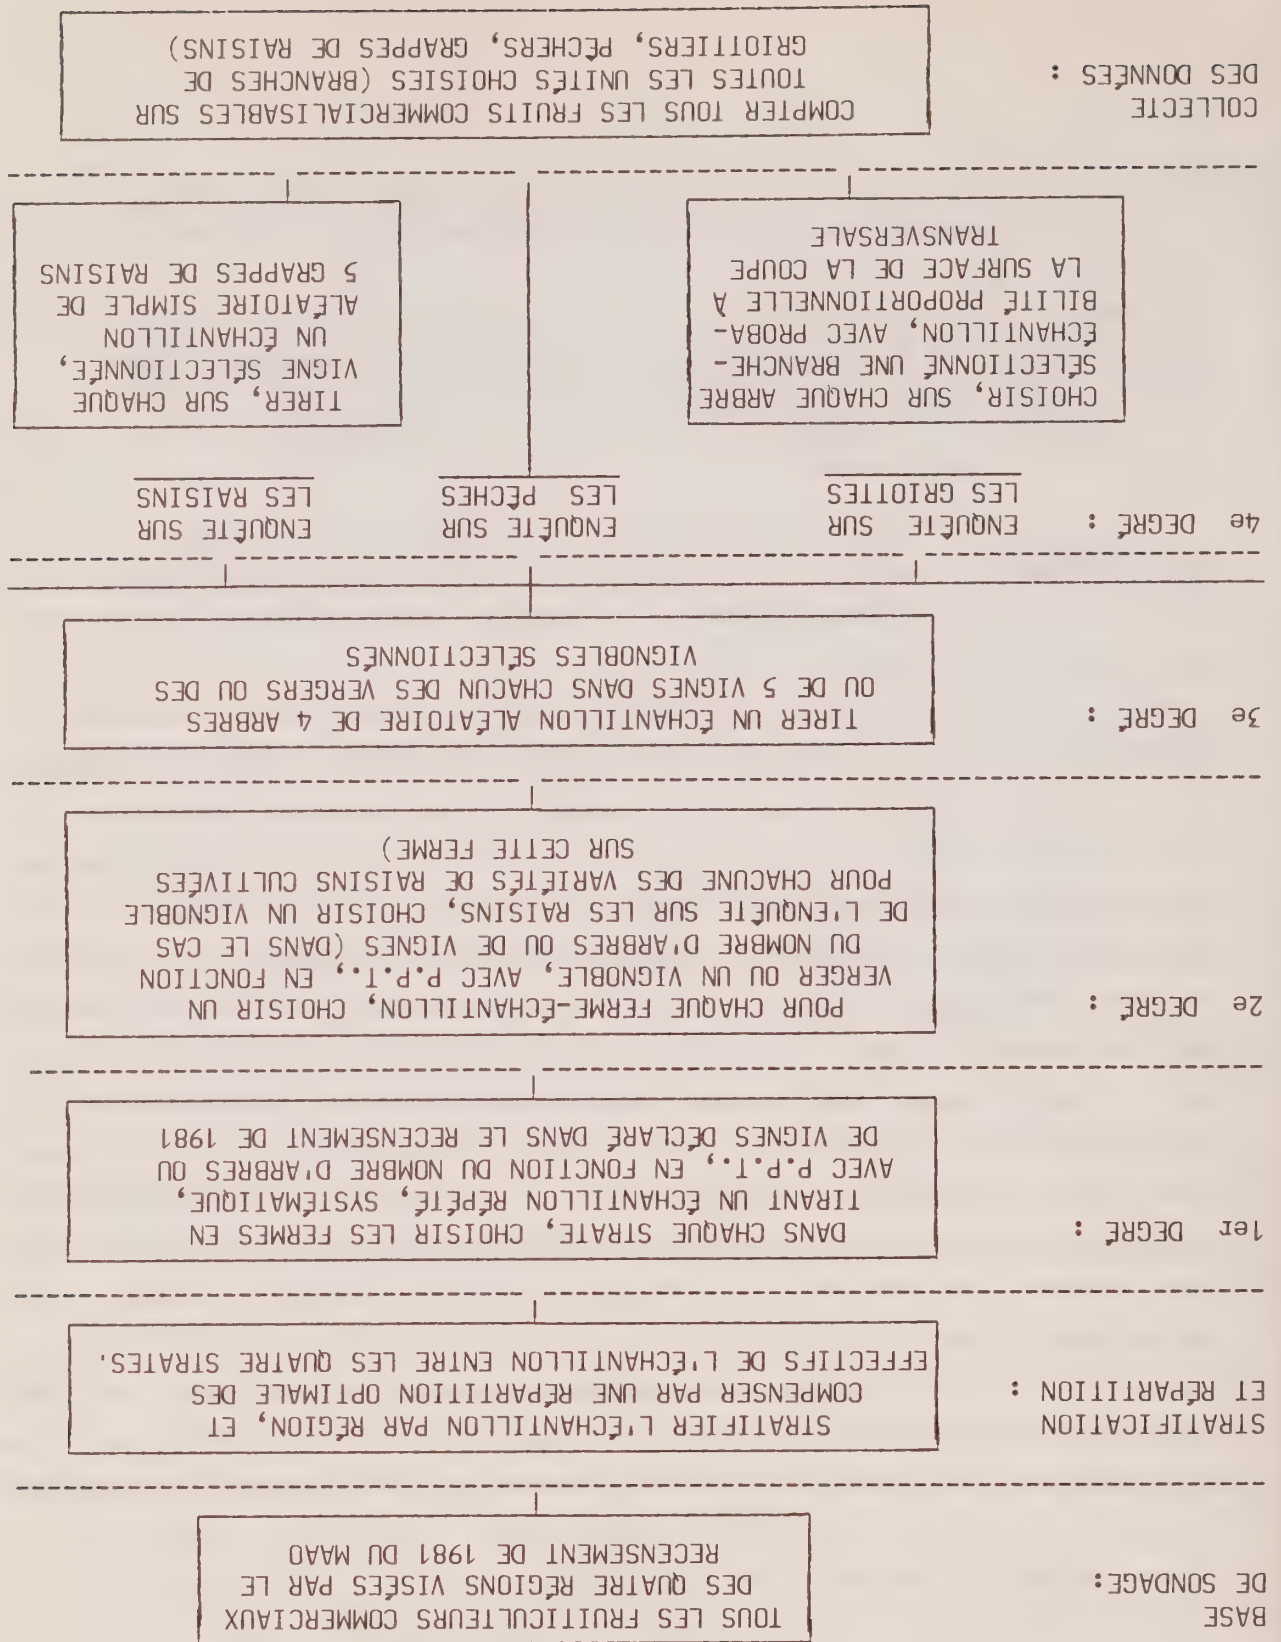 BASE
DE SONDAGE:
TOUS LES FRUITICULTEURS COMMERCIAUX
DES QUATRE RÉGIONS VISÉES PAR LE
RECENSEMENT DE 1981 DU MAAO
STRATIFICATION
ET RÉPARTITION :
STRATIFIER L'ÉCHANTILLON PAR RÉGION, ET
COMPENSER PAR UNE RÉPARTITION OPTIMALE DES
EFFECTIFS DE L'ÉCHANTILLON ENTRE LES QUATRE STRATES.
1er DEGRÉ :
DANS CHAQUE STRATE, CHOISIR LES FERMES EN
TIRANT UN ÉCHANTILLON RÉPÉTÉ, SYSTÉMATIQUE,
AVEC P.P.T., EN FONCTION DU NOMBRE D'ARBRES OU
DE VIGNES DÉCLARÉ DANS LE RECENSEMENT DE 1981
2e DEGRÉ :
POUR CHAQUE FERME-ÉCHANTILLON, CHOISIR UN
VERGER OU UN VIGNOBLE, AVEC P.P.T., EN FONCTION
DU NOMBRE D'ARBRES OU DE VIGNES (DANS LE CAS
DE L'ENQUÊTE SUR LES RAISINS, CHOISIR UN VIGNOBLE
POUR CHACUNE DES VARIÉTÉS DE RAISINS CULTIVÉES
SUR CETTE FERME)
3e DEGRÉ :
TIRER UN ÉCHANTILLON ALÉATOIRE DE 4 ARBRES
OU DE 5 VIGNES DANS CHACUN DES VERGERS OU DES
VIGNOBLES SÉLECTIONNÉS
4e DEGRÉ :
ENQUÊTE SUR
LES GRIOTTES
CHOISIR, SUR CHAQUE ARBRE
SÉLECTIONNÉ UNE BRANCHE-
ÉCHANTILLON, AVEC PROBA-
BILITÉ PROPORTIONNELLE À
LA SURFACE DE LA COUPE
TRANSVERSALE
ENQUÊTE SUR
LES PÊCHES
ENQUÊTE SUR
LES RAISINS
TIRER, SUR CHAQUE
VIGNE SÉLECTIONNÉE,
UN ÉCHANTILLON
ALÉATOIRE SIMPLE DE
5 GRAPPES DE RAISINS
COLLECTE
DES DONNÉES :
COMPTER TOUS LES FRUITS COMMERCIALISABLES SUR
TOUTES LES UNITÉS CHOISIES (BRANCHES DE
GRIOTTIERS, PÊCHERS, GRAPPES DE RAISINS)